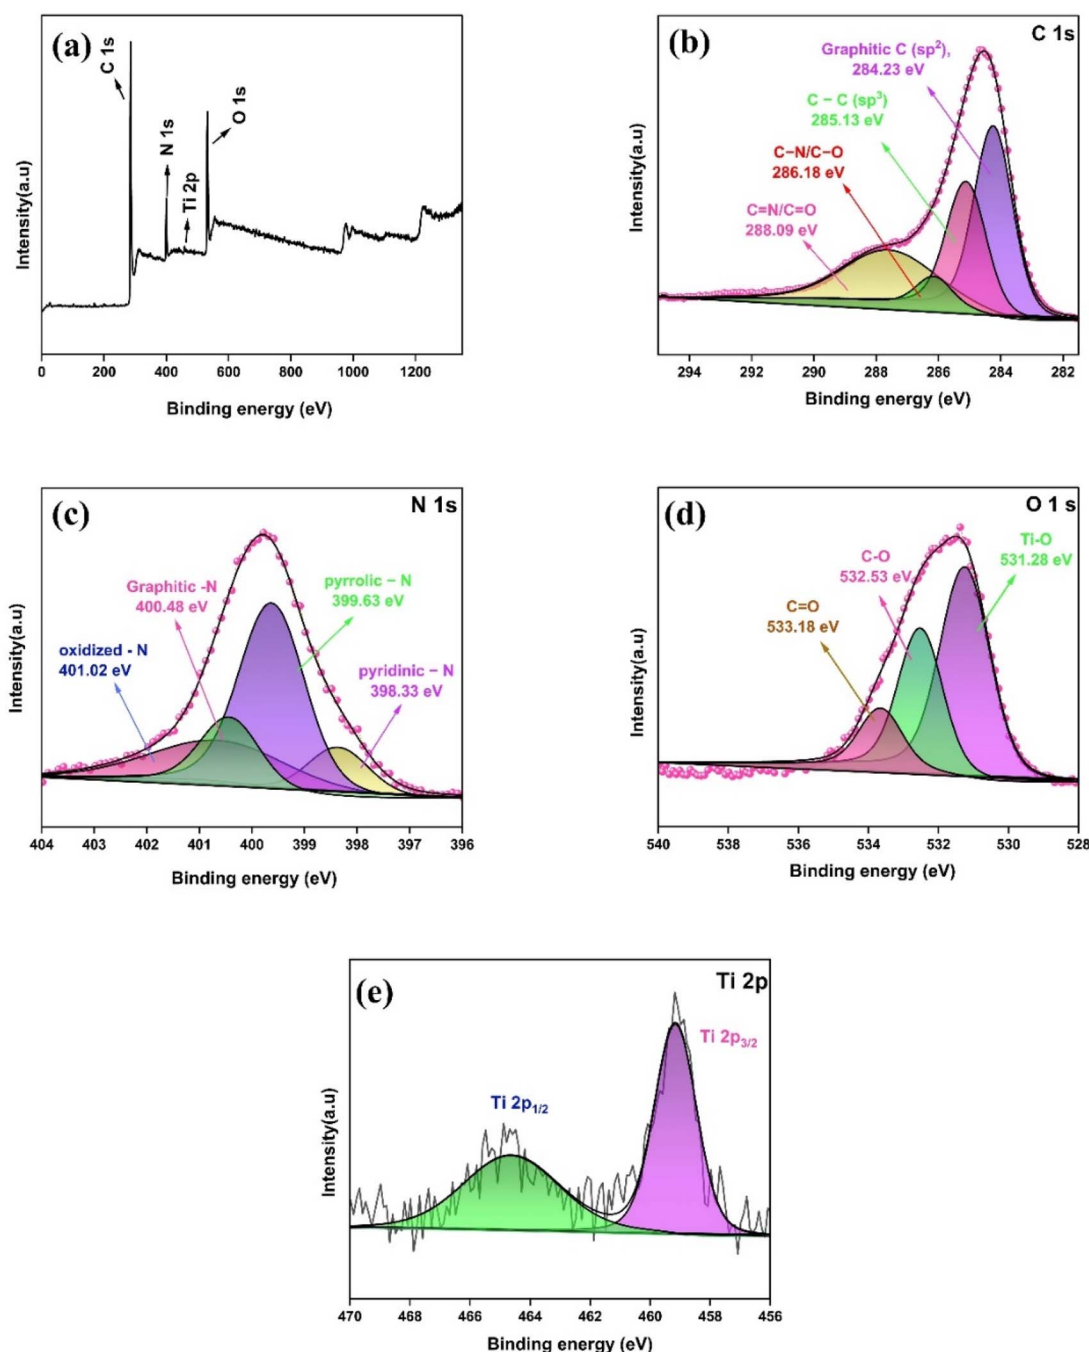 (a)
C 1s
N 1s
Ti 2p
O 1s
Intensity(a.u)
0 200 400 600 800 1000 1200
Binding energy (eV)
(b)
C 1s
Graphitic C (sp²),
284.23 eV
C – C (sp³)
285.13 eV
C−N/C−O
286.18 eV
C=N/C=O
288.09 eV
Intensity(a.u)
294 292 290 288 286 284 282
Binding energy (eV)
(c)
N 1s
Graphitic -N
400.48 eV
pyrrolic – N
399.63 eV
oxidized - N
401.02 eV
pyridinic – N
398.33 eV
Intensity(a.u)
404 403 402 401 400 399 398 397 396
Binding energy (eV)
(d)
O 1 s
Ti-O
531.28 eV
C-O
532.53 eV
C=O
533.18 eV
Intensity(a.u)
540 538 536 534 532 530 528
Binding energy (eV)
(e)
Ti 2p
Ti 2p₃/₂
Ti 2p₁/₂
Intensity(a.u)
470 468 466 464 462 460 458 456
Binding energy (eV)